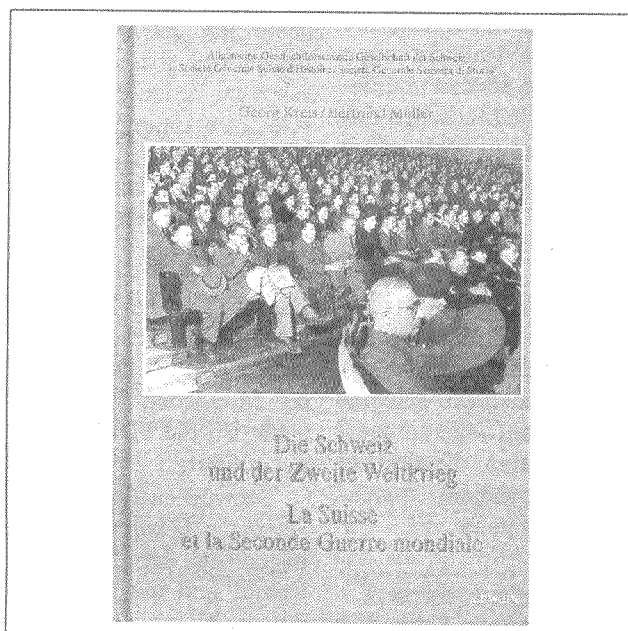 Allgemeine Geschichtforschende Gesellschaft der Schweiz
Société Générale Suisse d'Histoire / Società Generale Svizzera di Storia
Georg Kreis / Bertrand Müller
Die Schweiz
und der Zweite Weltkrieg
La Suisse
et la Seconde Guerre mondiale